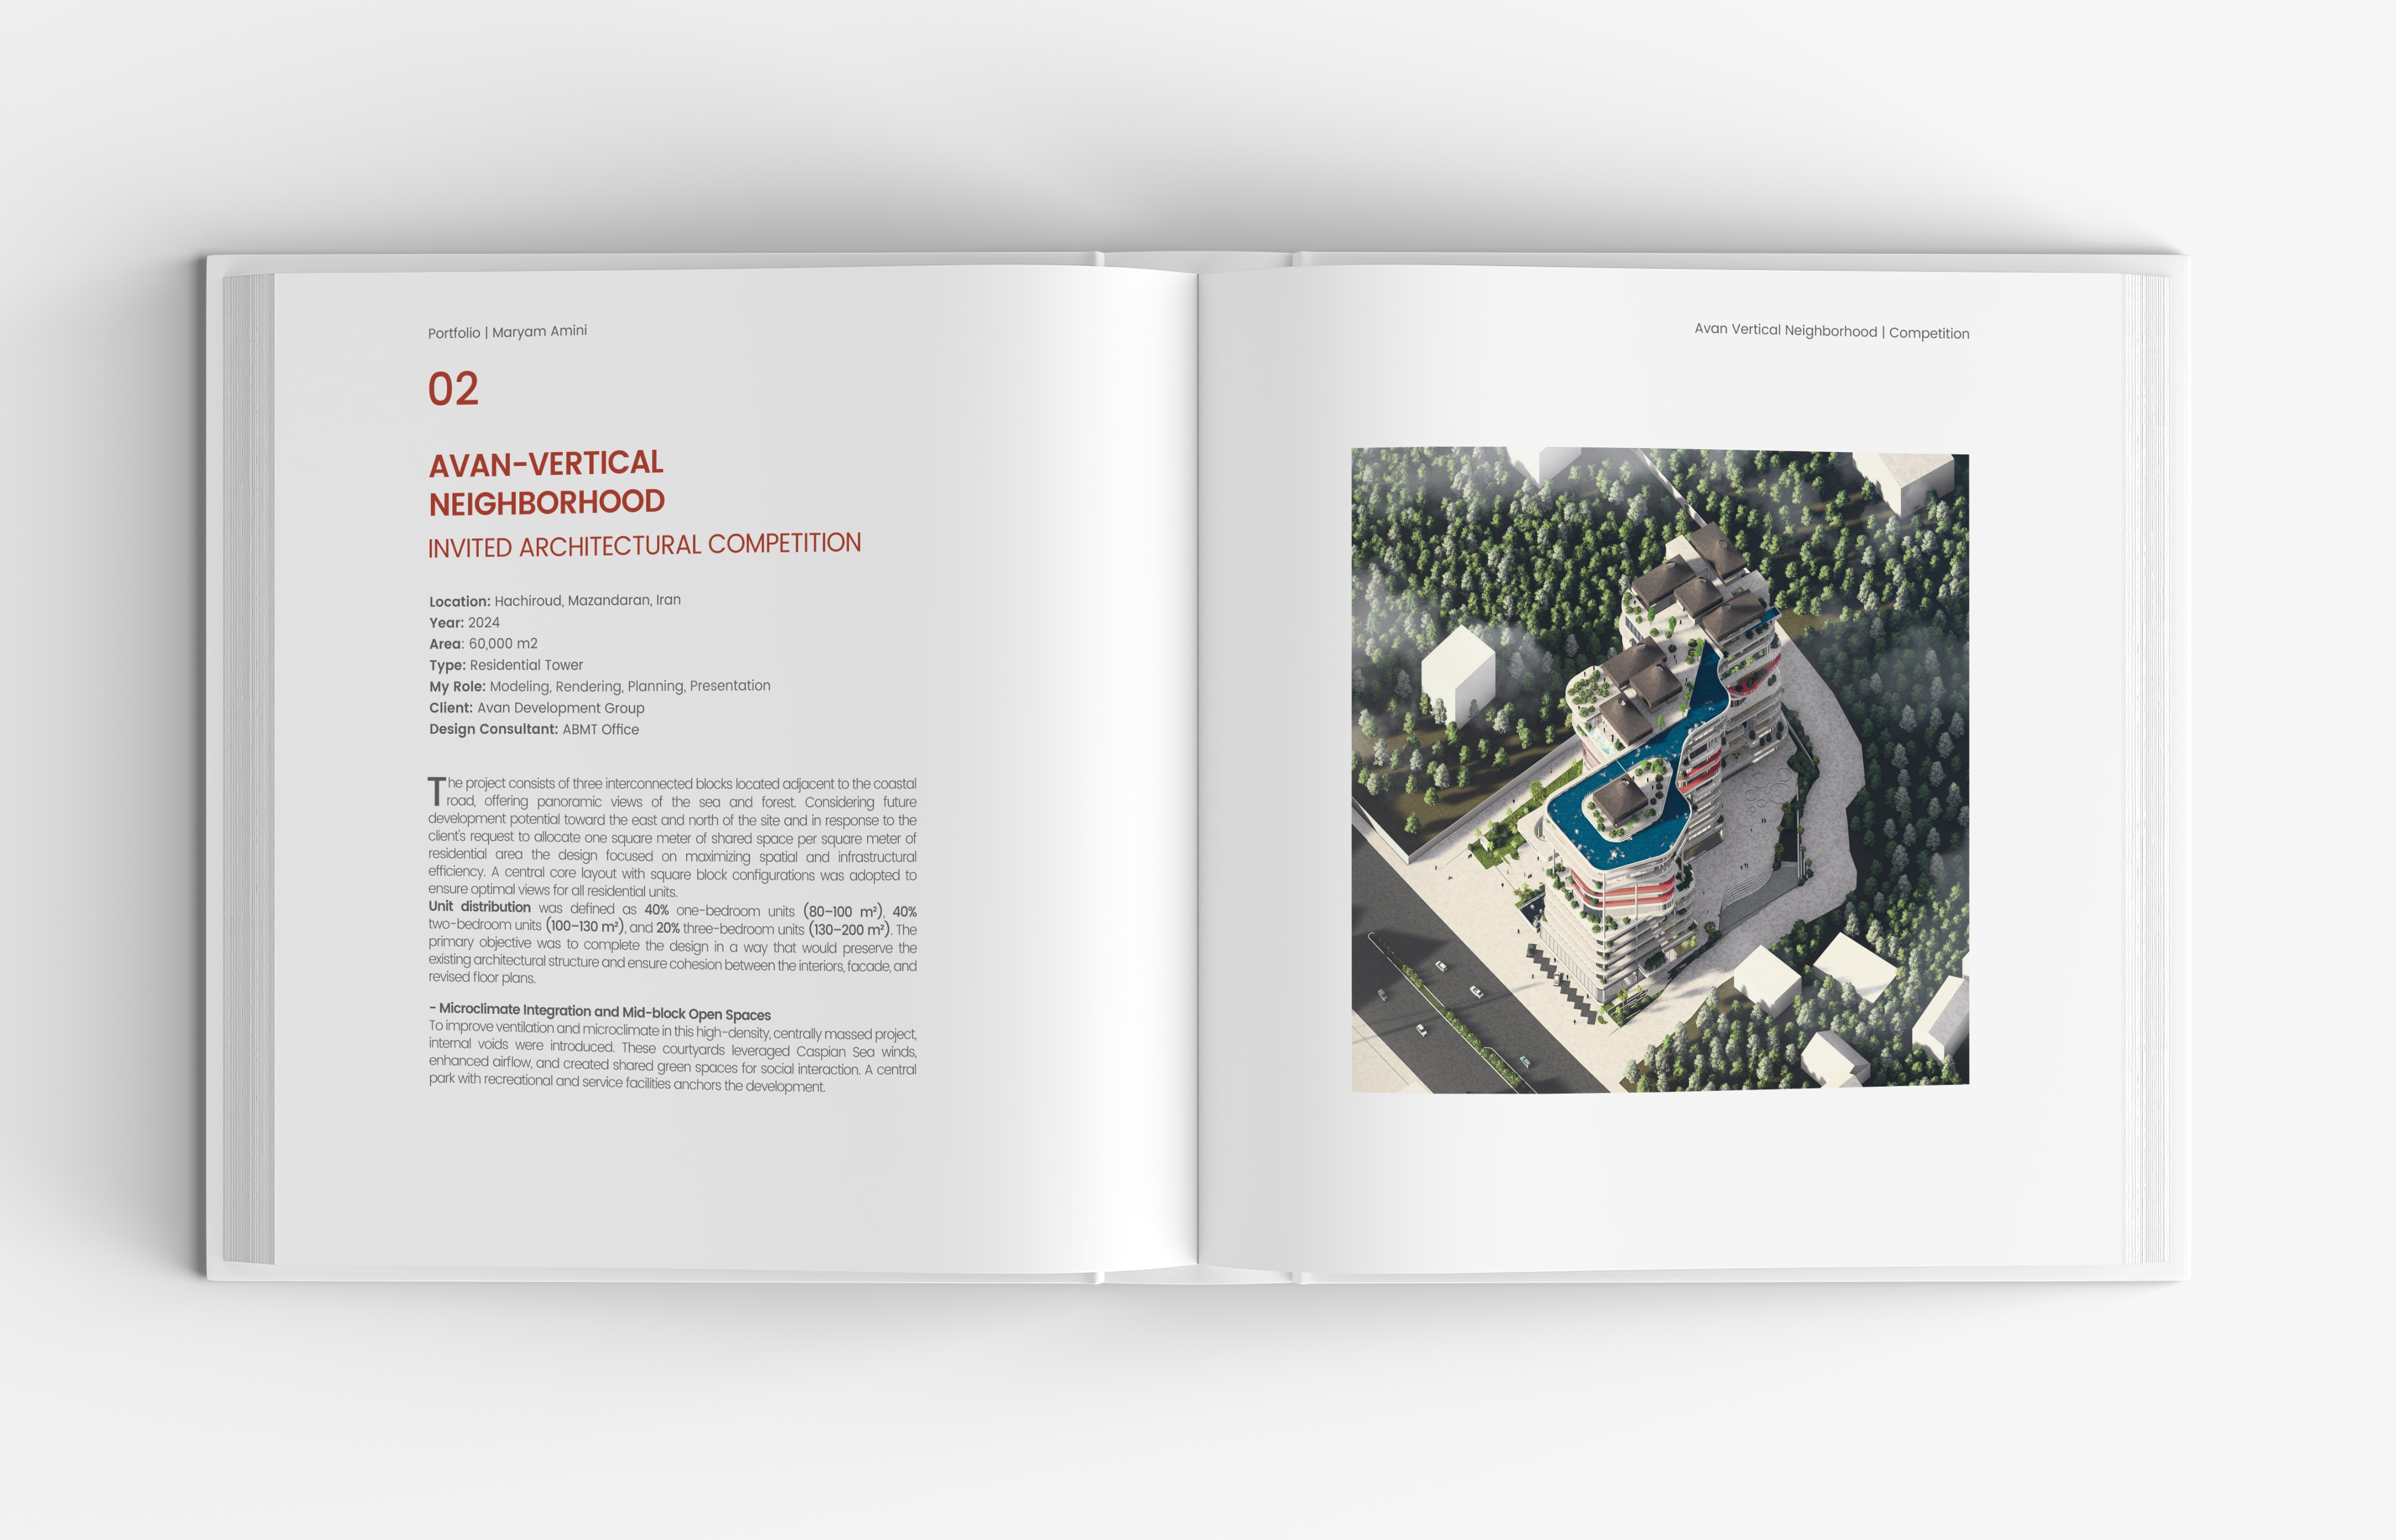 Portfolio | Maryam Amini
02
AVAN-VERTICAL
NEIGHBORHOOD
INVITED ARCHITECTURAL COMPETITION
Location: Hachiroud, Mazandaran, Iran
Year: 2024
Area: 60,000 m2
Type: Residential Tower
My Role: Modeling, Rendering, Planning, Presentation
Client: Avan Development Group
Design Consultant: ABMT Office
The project consists of three interconnected blocks located adjacent to the coastal
road, offering panoramic views of the sea and forest. Considering future
development potential toward the east and north of the site and in response to the
client's request to allocate one square meter of shared space per square meter of
residential area the design focused on maximizing spatial and infrastructural
efficiency. A central core layout with square block configurations was adopted to
ensure optimal views for all residential units.
Unit distribution was defined as 40% one-bedroom units (80–100 m²), 40%
two-bedroom units (100–130 m²), and 20% three-bedroom units (130–200 m²). The
primary objective was to complete the design in a way that would preserve the
existing architectural structure and ensure cohesion between the interiors, facade, and
revised floor plans.
- Microclimate Integration and Mid-block Open Spaces
To improve ventilation and microclimate in this high-density, centrally massed project,
internal voids were introduced. These courtyards leveraged Caspian Sea winds,
enhanced airflow, and created shared green spaces for social interaction. A central
park with recreational and service facilities anchors the development.
Avan Vertical Neighborhood | Competition